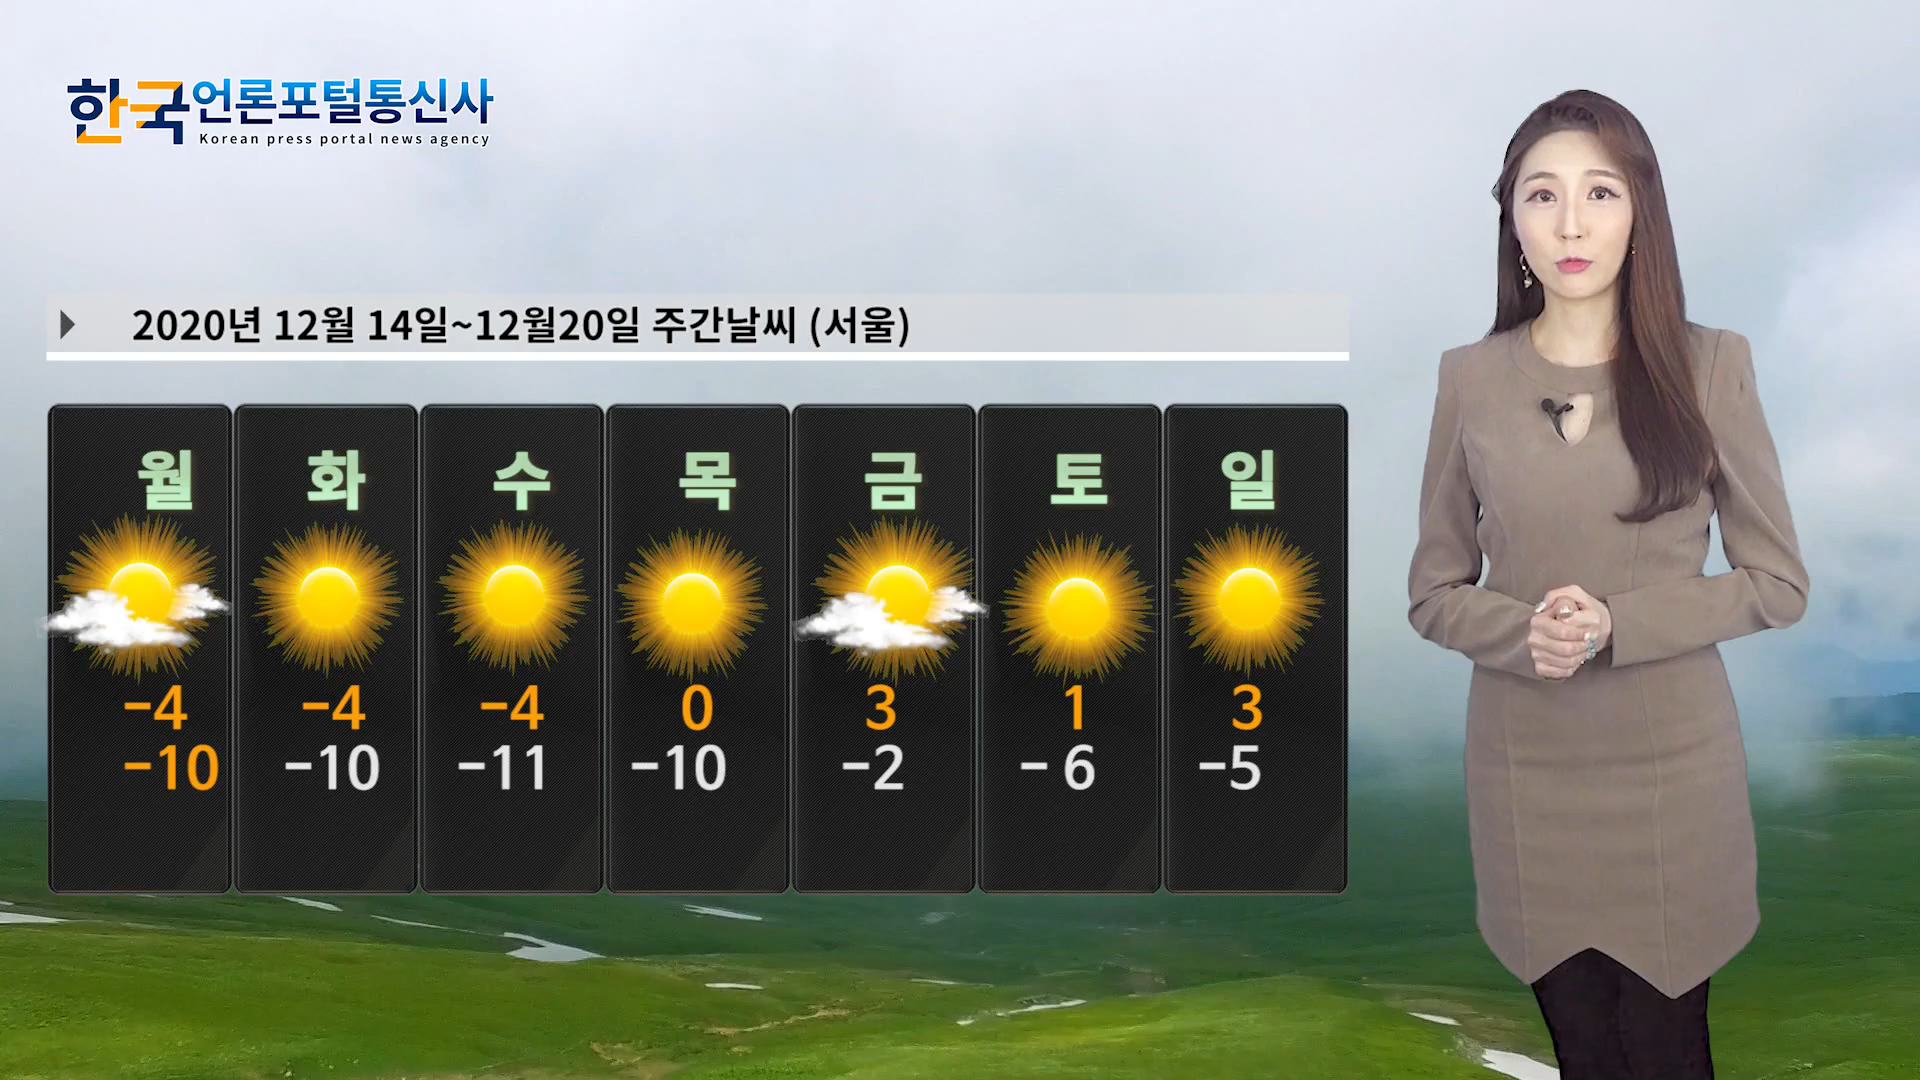 한국언론포털통신사
Korean press portal news agency
2020년 12월 14일~12월20일 주간날씨 (서울)
월 화 수 목 금 토 일
-4 -4 -4 0 3 1 3
-10 -10 -11 -10 -2 - 6 -5